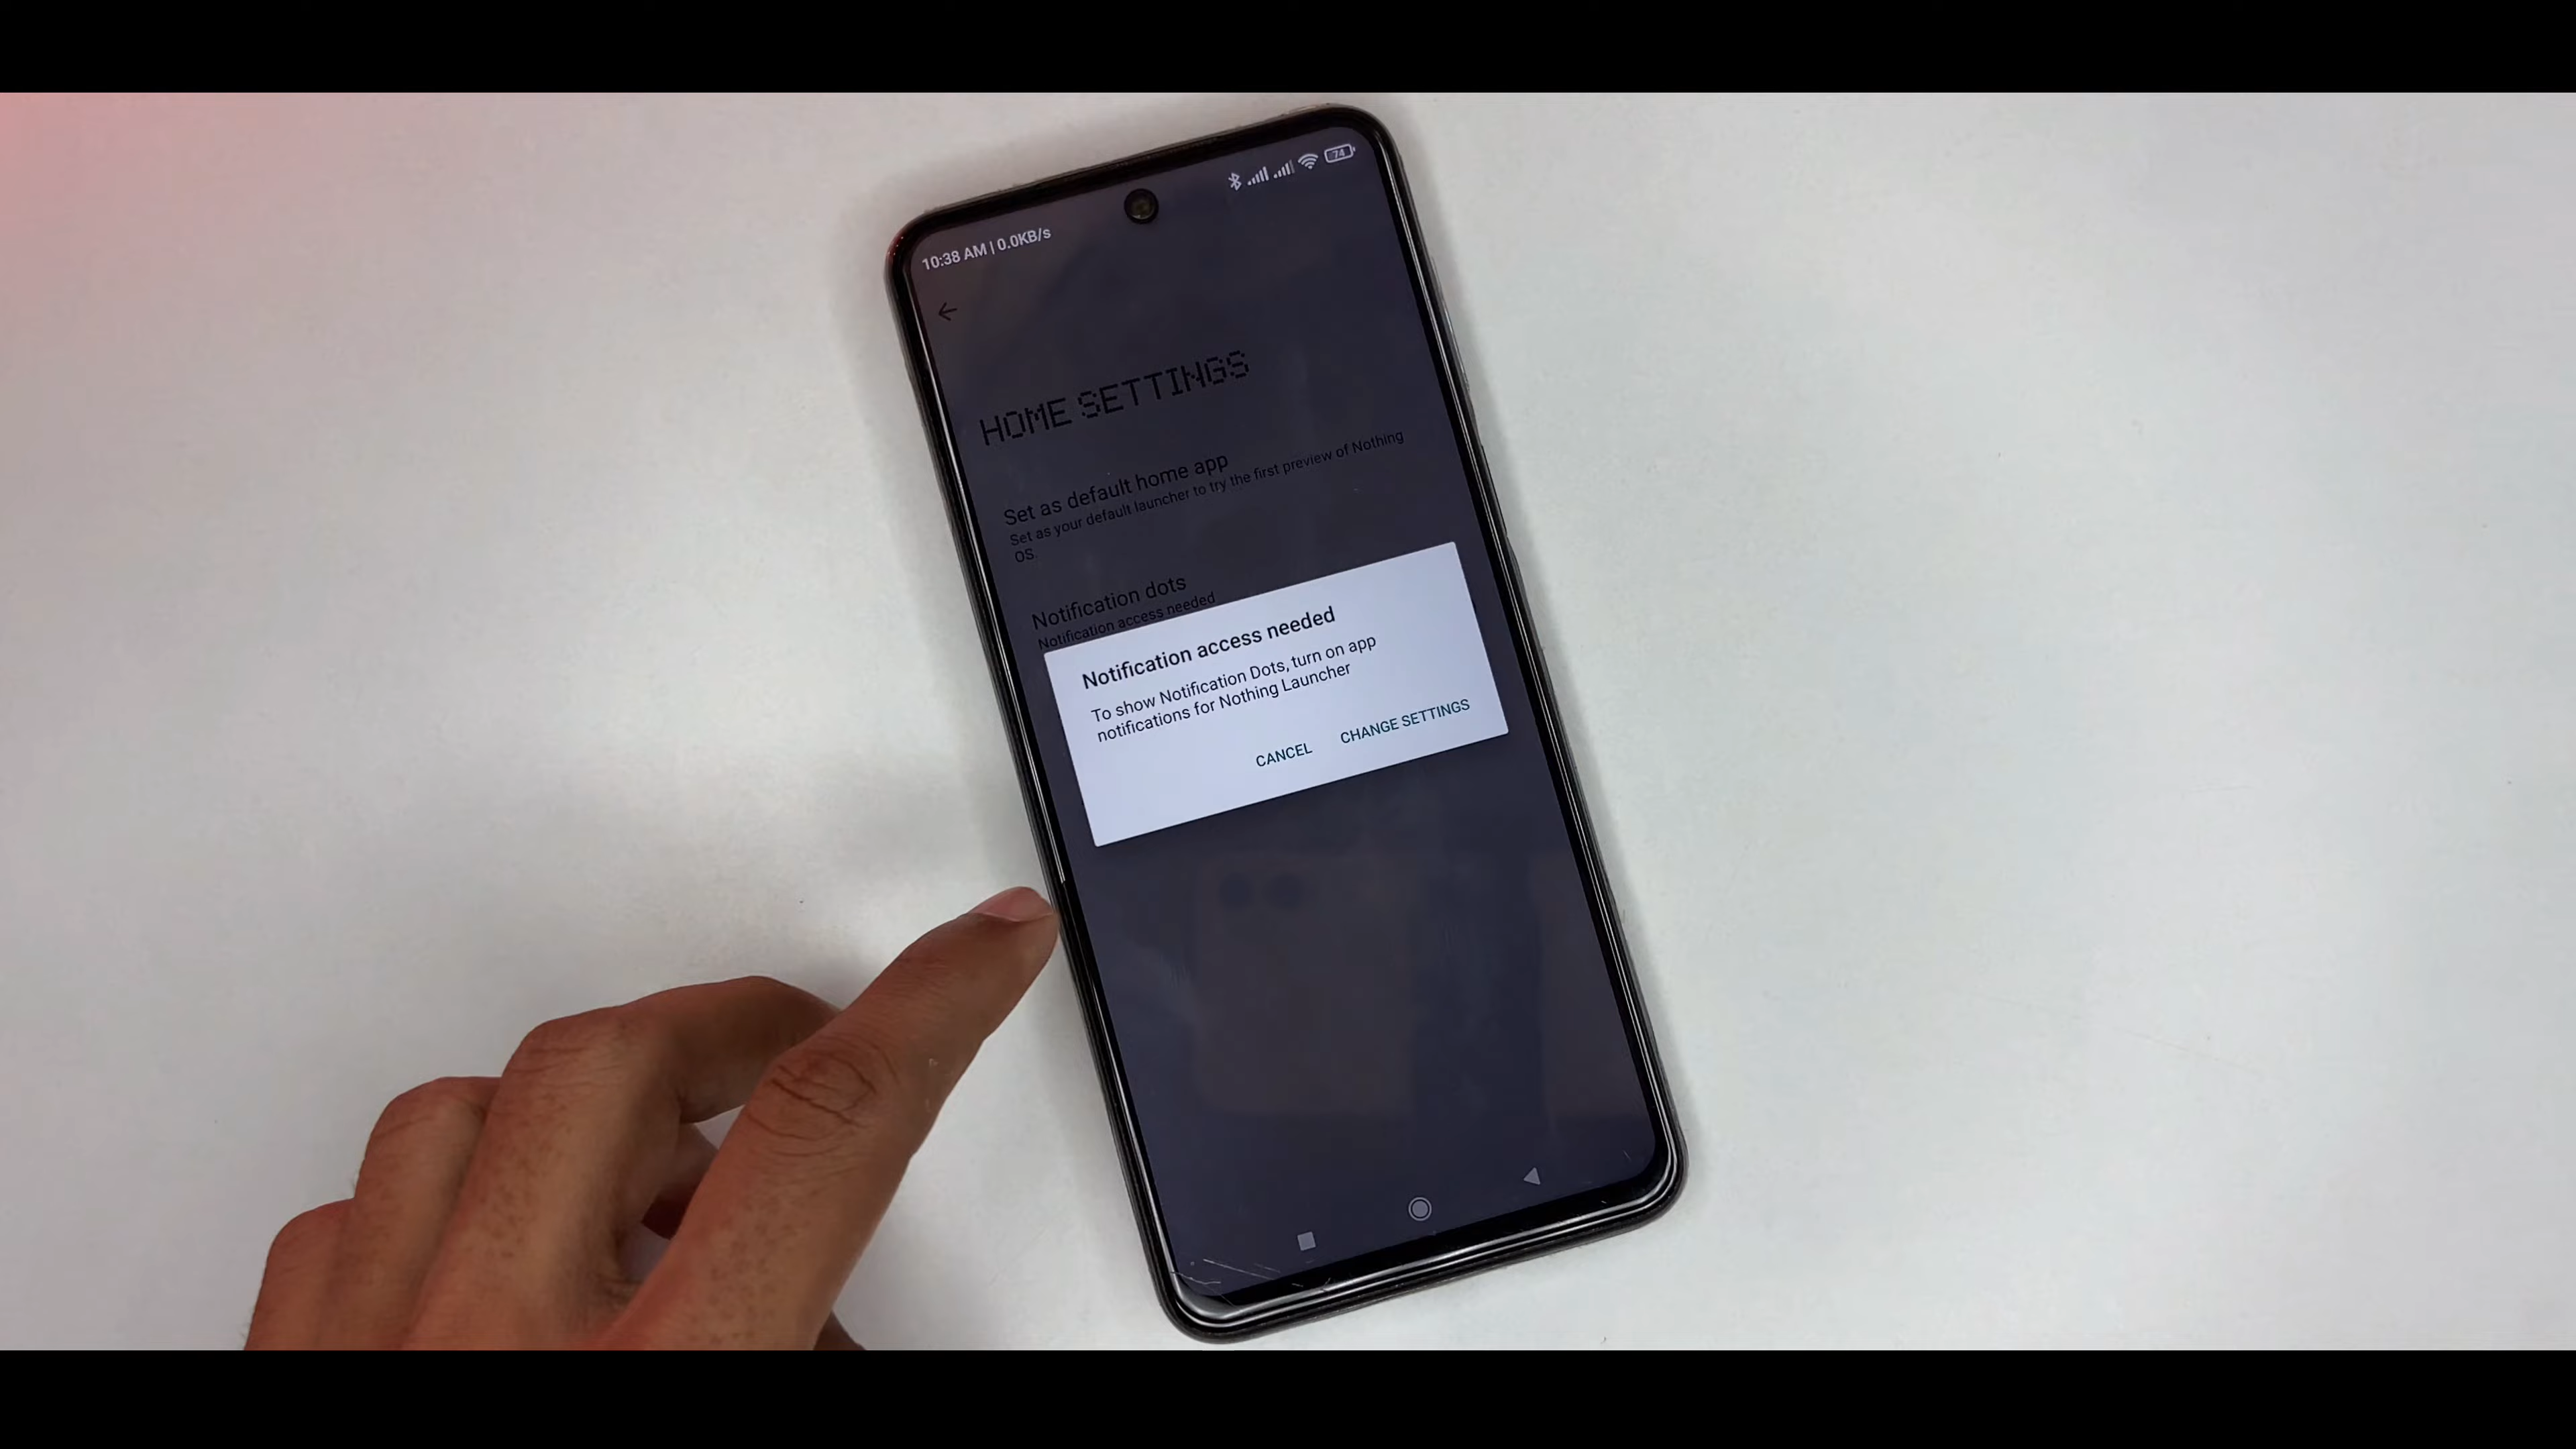 10:38 AM | 0.0KB/s
74
HOME SETTINGS
Set as default home app
Set as your default launcher to try the first preview of Nothing
OS.
Notification dots
Notification access needed
Notification access needed
To show Notification Dots, turn on app
notifications for Nothing Launcher
CANCEL
CHANGE SETTINGS